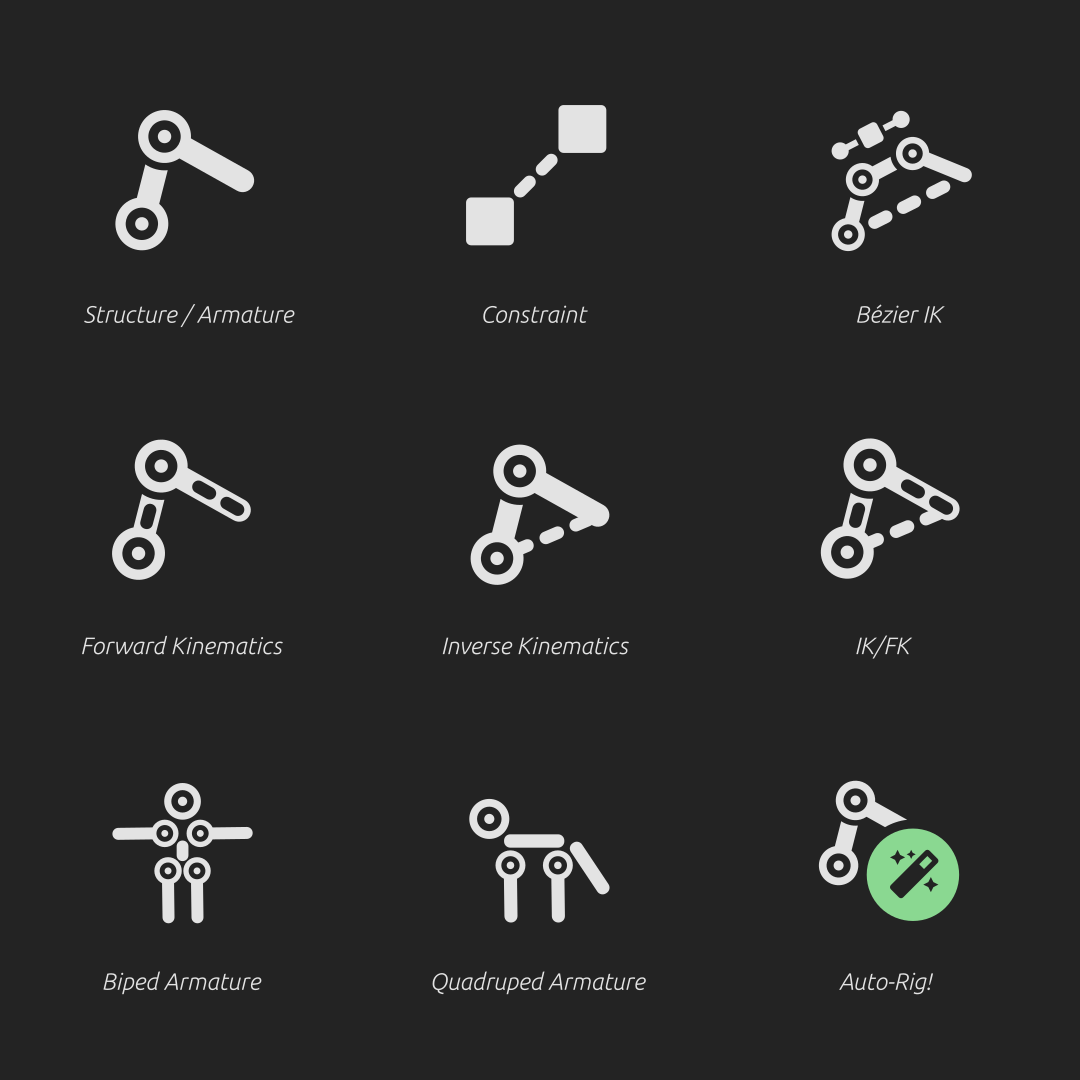 Structure / Armature
Constraint
Bézier IK
Forward Kinematics
Inverse Kinematics
IK/FK
Biped Armature
Quadruped Armature
Auto-Rig!